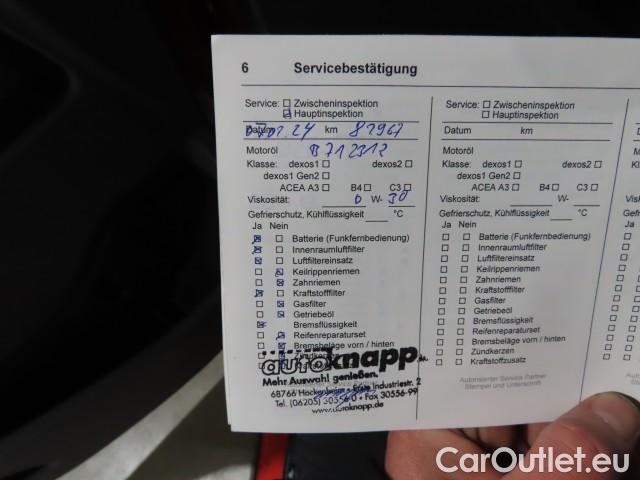 6 Servicebestätigung
Service: Zwischeninspektion
Hauptinspektion
Datum km
Motoröl B712312
Klasse: dexos1 dexos2
dexos1 Gen2
ACEA A3 B4 C3
Viskosität: 0 W- 30
Gefrierschutz, Kühlflüssigkeit °C
Ja Nein
Batterie (Funkfernbedienung)
Innenraumluftfilter
Luftfiltereinsatz
Keilrippenriemen
Zahnriemen
Kraftstofffilter
Gasfilter
Getriebeöl
Bremsflüssigkeit
Reifenreparaturset
Bremsbeläge vorn / hinten
Zündkerzen
autoknapp
Mehr Auswahl genießen.
68766 Hockenheim Industriestr. 2
Tel. (06205) 30556-0 • Fax 30556-99
www.autoknapp.de
Service: Zwischeninspektion
Hauptinspektion
Datum km
Motoröl
Klasse: dexos1 dexos2
dexos1 Gen2
ACEA A3 B4 C3
Viskosität: W-
Gefrierschutz, Kühlflüssigkeit °C
Ja Nein
Batterie (Funkfernbedienung)
Innenraumluftfilter
Luftfiltereinsatz
Keilrippenriemen
Zahnriemen
Kraftstofffilter
Gasfilter
Getriebeöl
Bremsflüssigkeit
Reifenreparaturset
Bremsbeläge vorn / hinten
Zündkerzen
Kraftstoffzusatz
Autorisierter Service Partner
Stempel und Unterschrift
CarOutlet.eu